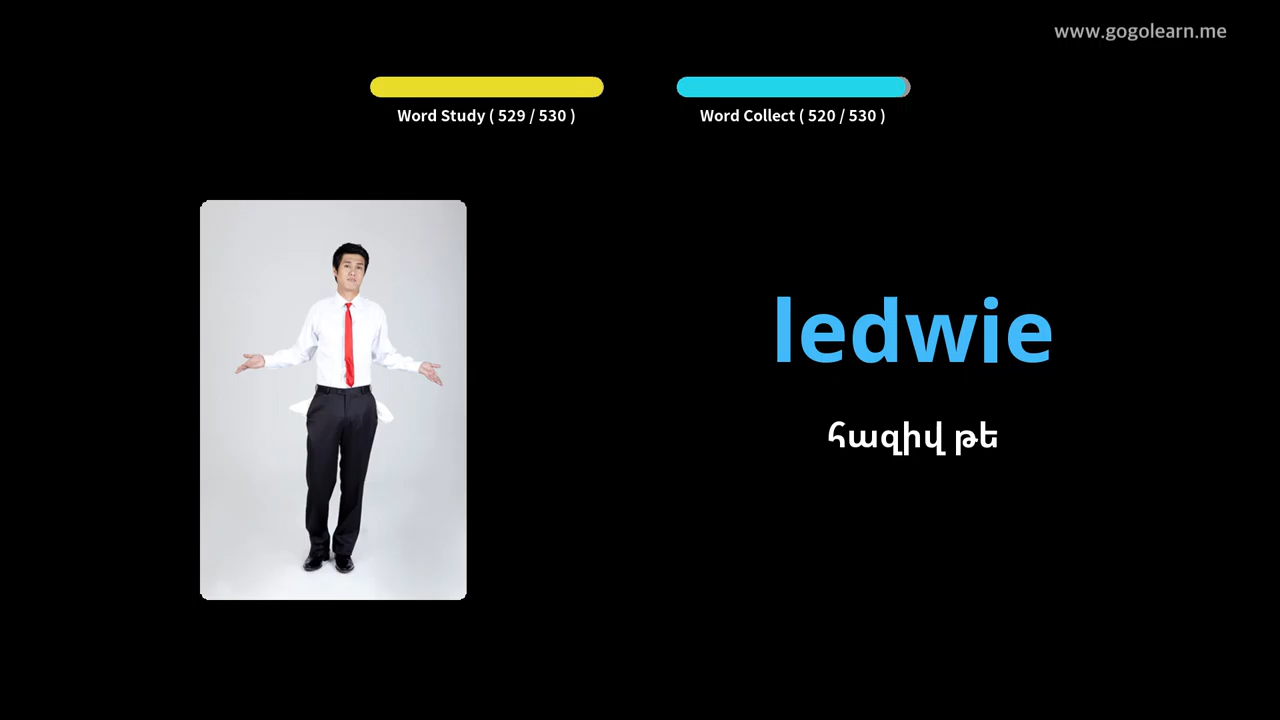 www.gogolearn.me
Word Study ( 529 / 530 )
Word Collect ( 520 / 530 )
ledwie
հազիվ թե